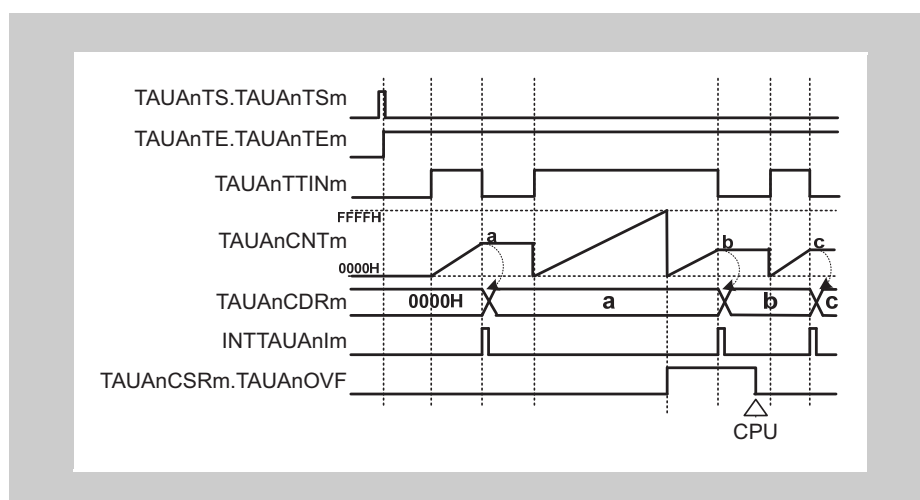 TAUAnTS.TAUAnTSm
TAUAnTE.TAUAnTEm
TAUAnTTINm
FFFFH
TAUAnCNTm
a
b
c
0000H
TAUAnCDRm
0000H
a
b
c
INTTAUAnIm
TAUAnCSRm.TAUAnOVF
CPU